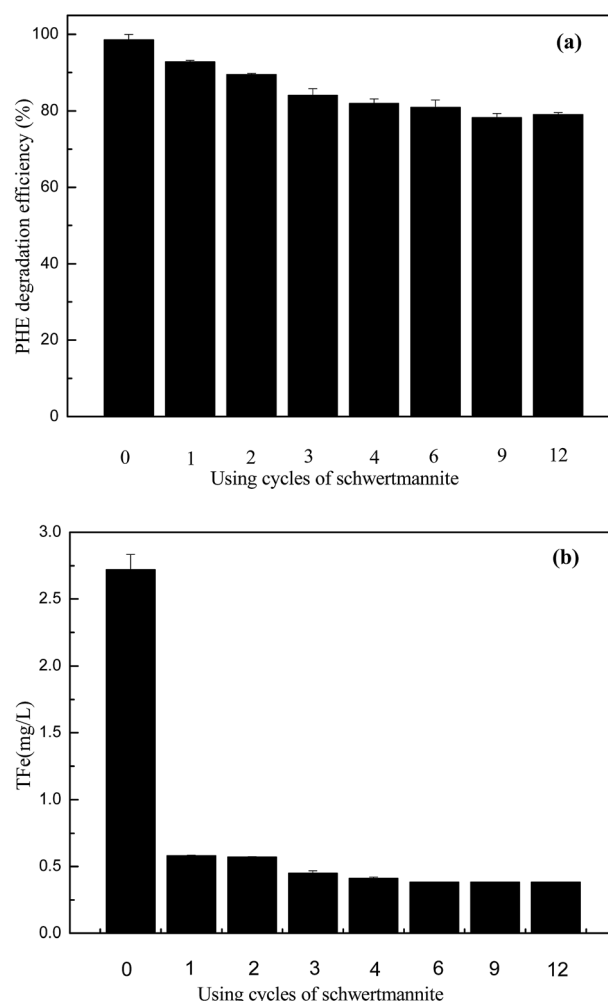 (a)
100
80
60
40
20
0
PHE degradation efficiency (%)
0 1 2 3 4 6 9 12
Using cycles of schwertmannite
(b)
3.0
2.5
2.0
1.5
1.0
0.5
0.0
TFe(mg/L)
0 1 2 3 4 6 9 12
Using cycles of schwertmannite